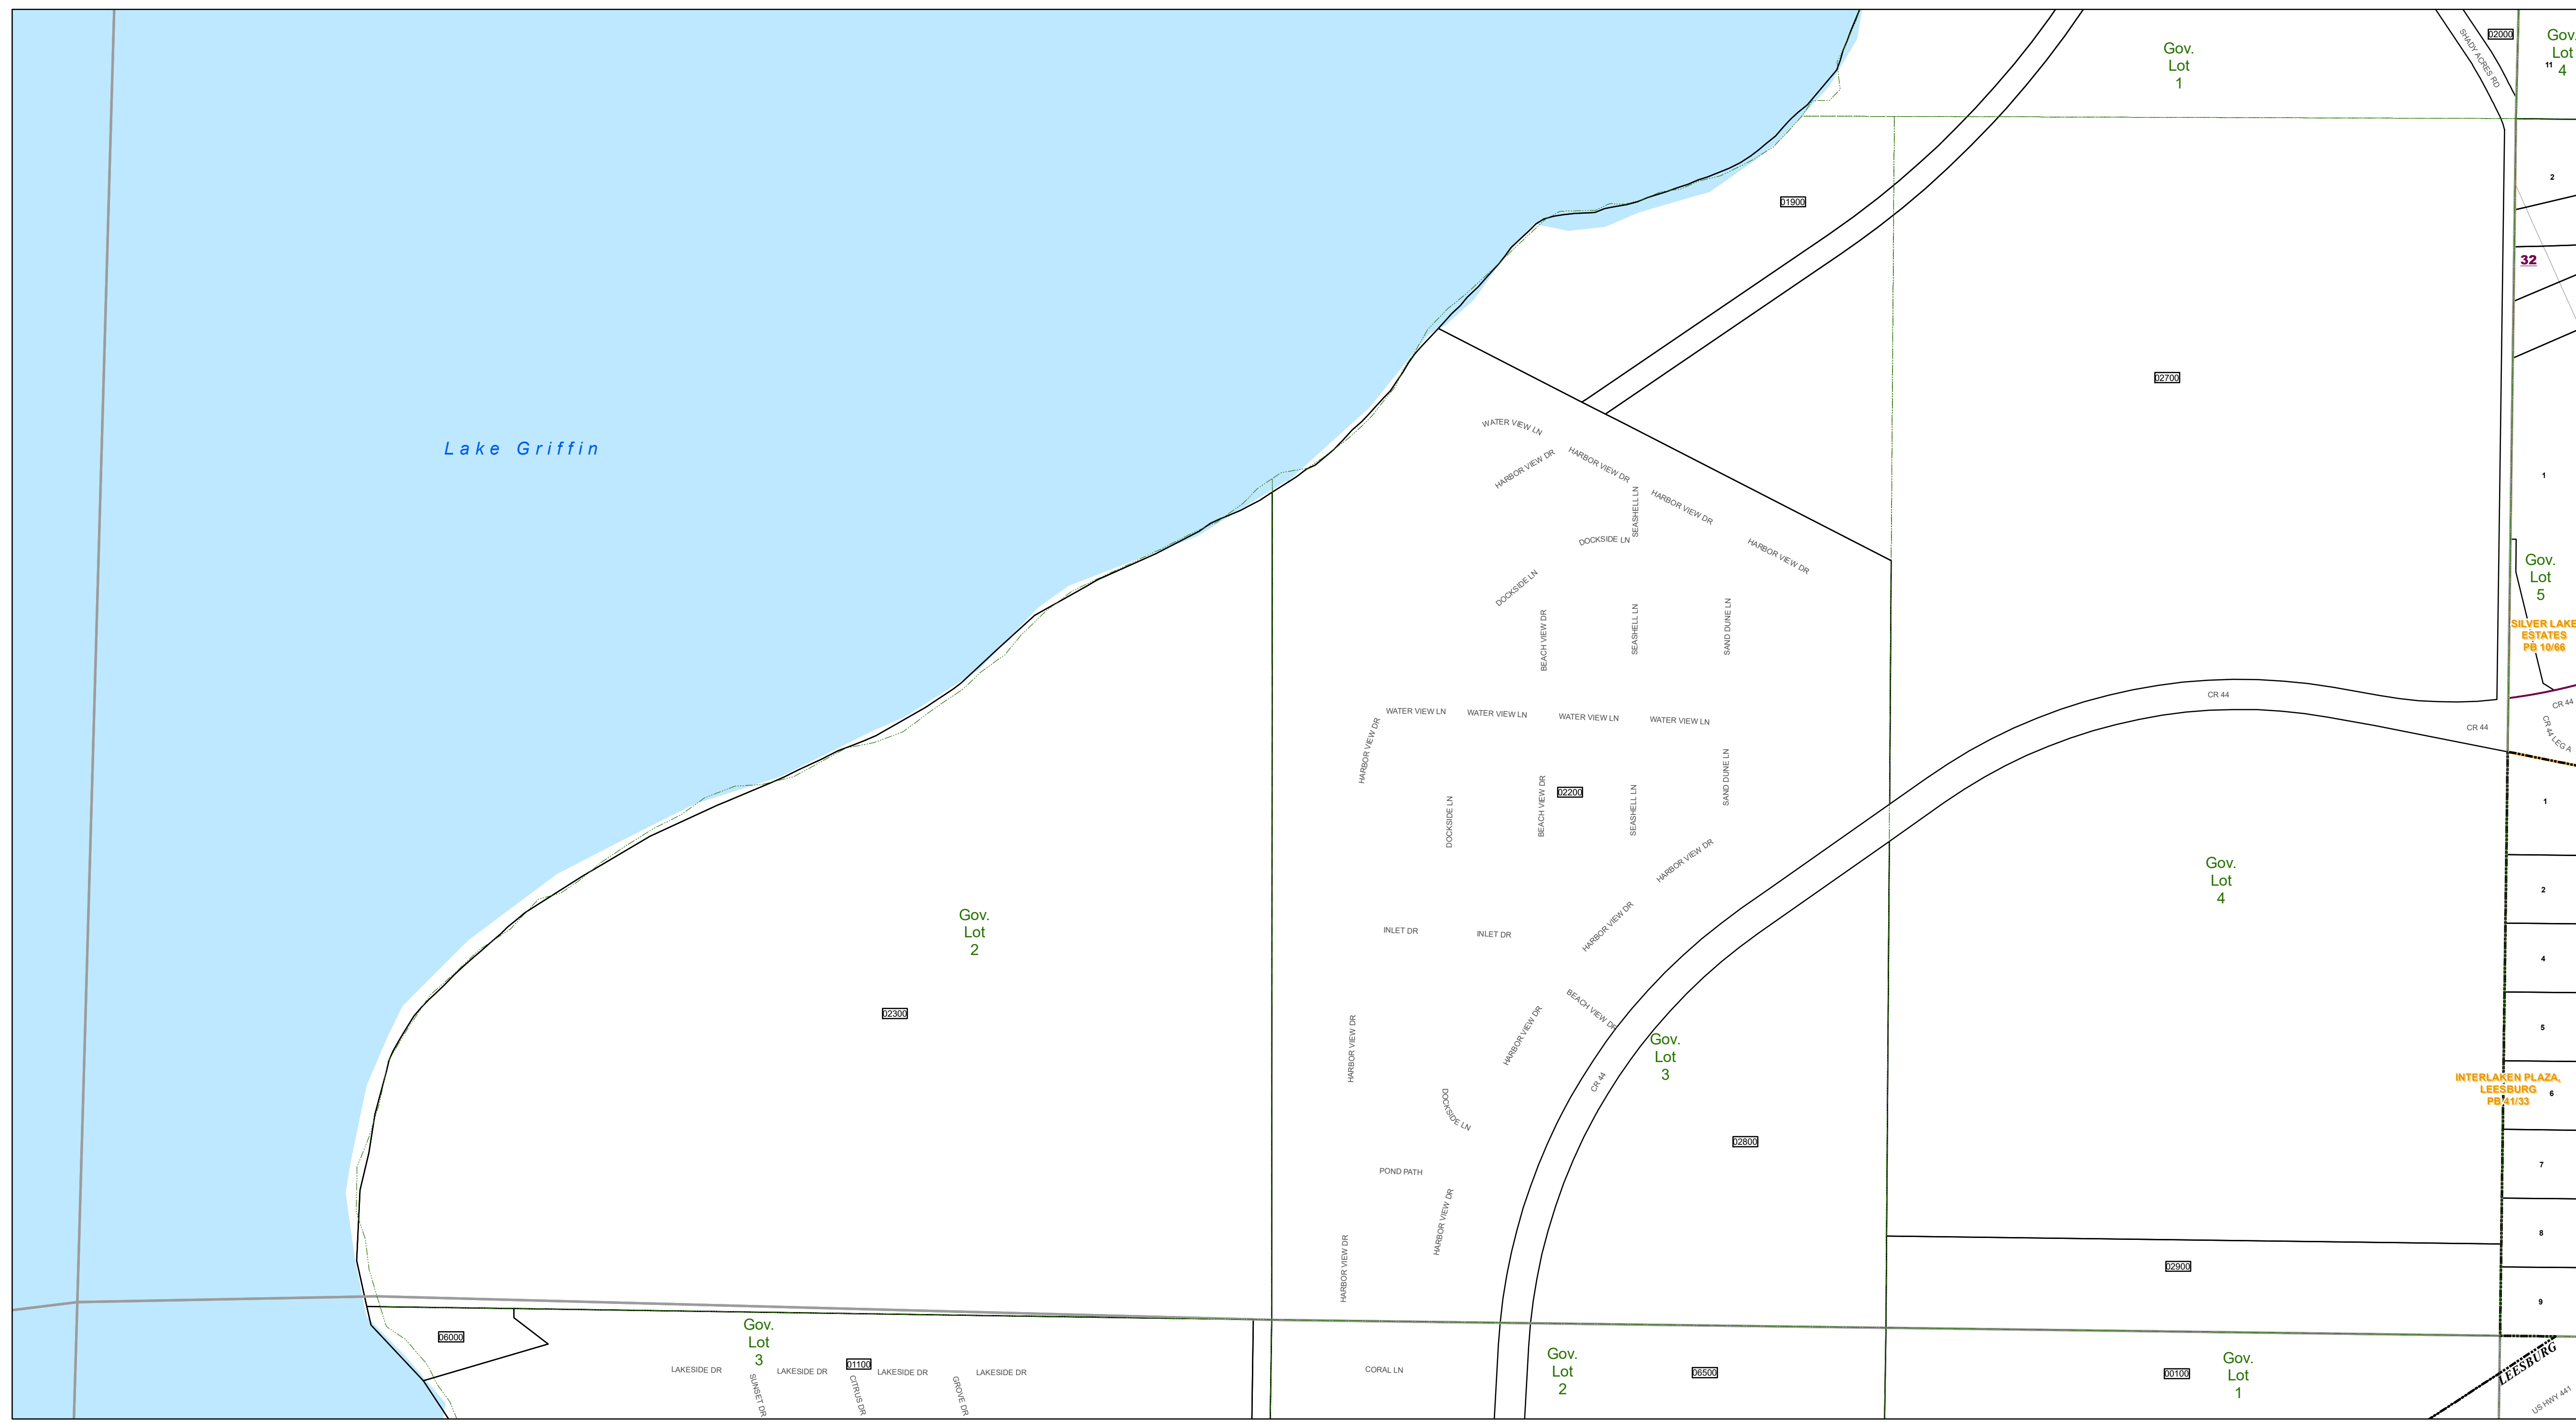 Gov.
Lot
1
SHADY ACRES RD
02000
Gov.
Lot
4
11
2
01900
32
02700
Lake Griffin
WATER VIEW LN
HARBOR VIEW DR
HARBOR VIEW DR
SEASHELL LN
HARBOR VIEW DR
DOCKSIDE LN
HARBOR VIEW DR
1
DOCKSIDE LN
BEACH VIEW DR
SEASHELL LN
SAND DUNE LN
Gov.
Lot
5
SILVER LAKE
ESTATES
PB 10/66
CR 44
CR 44
CR 44
CR 44 LEG A
HARBOR VIEW DR
WATER VIEW LN
WATER VIEW LN
WATER VIEW LN
WATER VIEW LN
DOCKSIDE LN
BEACH VIEW DR
02200
SEASHELL LN
SAND DUNE LN
1
HARBOR VIEW DR
Gov.
Lot
4
2
Gov.
Lot
2
INLET DR
INLET DR
HARBOR VIEW DR
4
02300
HARBOR VIEW DR
HARBOR VIEW DR
BEACH VIEW DR
CR 44
Gov.
Lot
3
5
INTERLAKEN PLAZA,
LEESBURG
PB 41/33
6
DOCKSIDE LN
02800
POND PATH
7
HARBOR VIEW DR
HARBOR VIEW DR
8
02900
9
06000
Gov.
Lot
3
01100
LAKESIDE DR
LAKESIDE DR
LAKESIDE DR
LAKESIDE DR
SUNSET DR
CITRUS DR
GROVE DR
CORAL LN
Gov.
Lot
2
06500
00100
Gov.
Lot
1
LEESBURG
US HWY 441